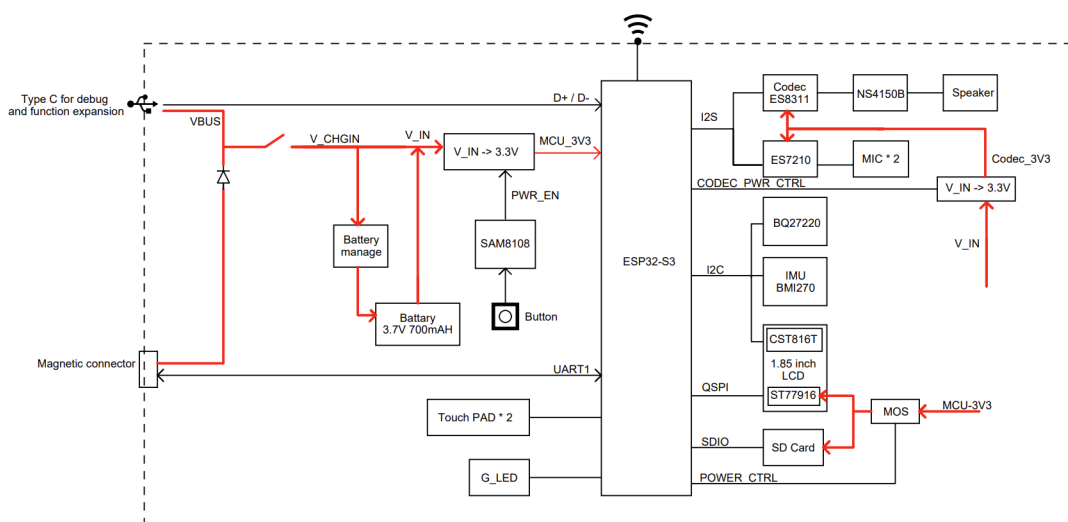 Type C for debug
and function expansion
VBUS
D+ / D-
V_CHGIN
V_IN
V_IN -> 3.3V
MCU_3V3
PWR_EN
SAM8108
Button
Battery
manage
Battary
3.7V 700mAH
Magnetic connector
UART1
Touch PAD * 2
G_LED
ESP32-S3
I2S
Codec
ES8311
NS4150B
Speaker
ES7210
MIC * 2
Codec_3V3
CODEC_PWR_CTRL
V_IN -> 3.3V
V_IN
I2C
BQ27220
IMU
BMI270
CST816T
1.85 inch
LCD
QSPI
ST77916
MOS
MCU-3V3
SDIO
SD Card
POWER_CTRL